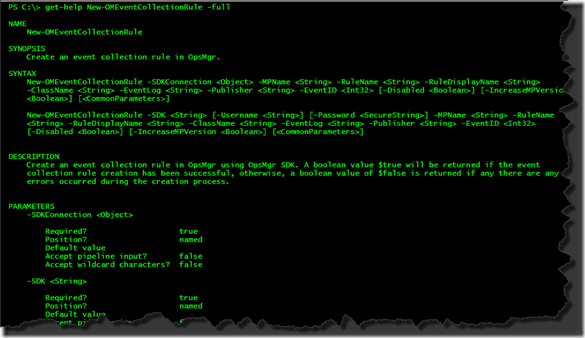 PS C:\> get-help New-OMEventCollectionRule -full
NAME
New-OMEventCollectionRule
SYNOPSIS
Create an event collection rule in OpsMgr.
SYNTAX
New-OMEventCollectionRule -SDKConnection <Object> -MPName <String> -RuleName <String> -RuleDisplayName <String>
-ClassName <String> -EventLog <String> -Publisher <String> -EventID <Int32> [-Disabled <Boolean>] [-IncreaseMPVersion
<Boolean>] [<CommonParameters>]
New-OMEventCollectionRule -SDK <String> [-Username <String>] [-Password <SecureString>] -MPName <String> -RuleName
<String> -RuleDisplayName <String> -ClassName <String> -EventLog <String> -Publisher <String> -EventID <Int32>
[-Disabled <Boolean>] [-IncreaseMPVersion <Boolean>] [<CommonParameters>]
DESCRIPTION
Create an event collection rule in OpsMgr using OpsMgr SDK. A boolean value $true will be returned if the event
collection rule creation has been successful, otherwise, a boolean value of $false is returned if any there are any
errors occurred during the creation process.
PARAMETERS
-SDKConnection <Object>
Required? true
Position? named
Default value
Accept pipeline input? false
Accept wildcard characters? false
-SDK <String>
Required? true
Position? named
Default value